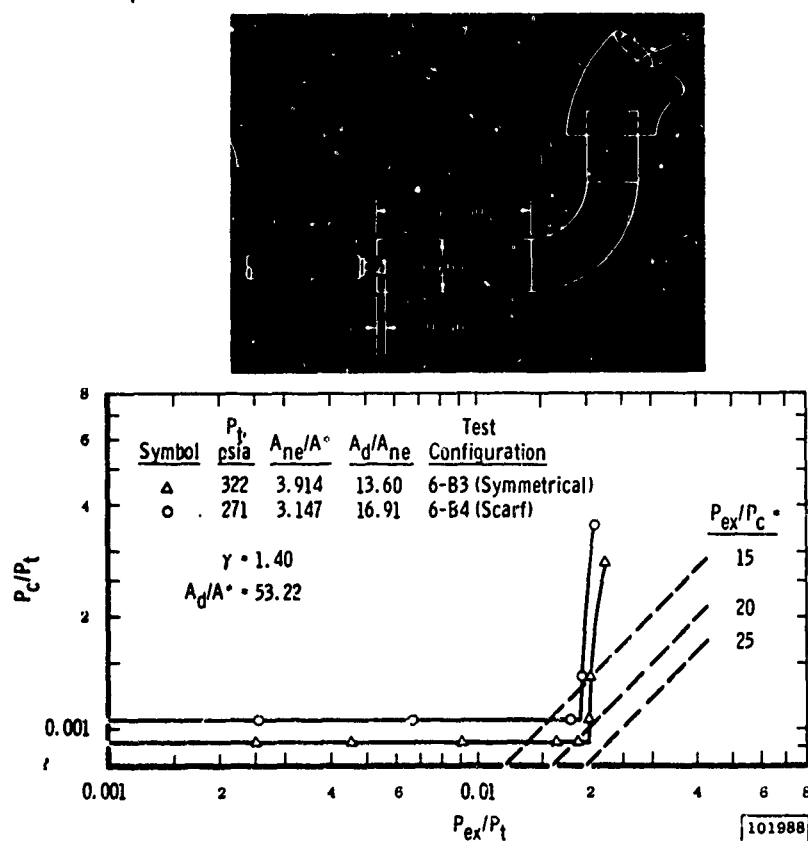 8
6
4
2
0.001
P_c/P_t
Symbol P_t, psia A_ne/A* A_d/A_ne Test Configuration
△ 322 3.914 13.60 6-B3 (Symmetrical)
○ 271 3.147 16.91 6-B4 (Scarf)
γ = 1.40
A_d/A* = 53.22
P_ex/P_c =
15
20
25
0.001 2 4 6 0.01 2 4 6 8
P_ex/P_t
101988